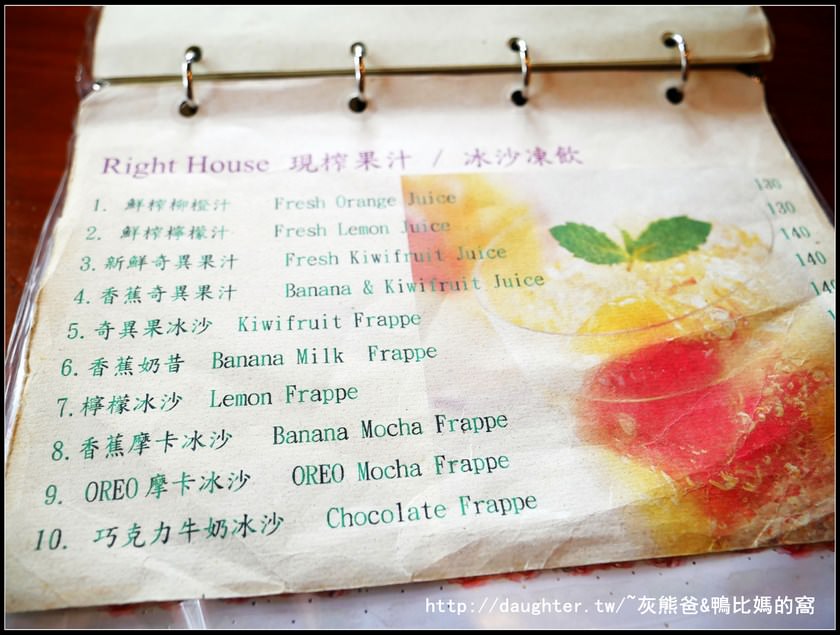 Right House 現榨果汁 / 冰沙凍飲
1. 鮮榨柳橙汁 Fresh Orange Juice 130
2. 鮮榨檸檬汁 Fresh Lemon Juice 130
3. 新鮮奇異果汁 Fresh Kiwifruit Juice 140
4. 香蕉奇異果汁 Banana & Kiwifruit Juice 140
5. 奇異果冰沙 Kiwifruit Frappe 140
6. 香蕉奶昔 Banana Milk Frappe
7. 檸檬冰沙 Lemon Frappe
8. 香蕉摩卡冰沙 Banana Mocha Frappe
9. OREO 摩卡冰沙 OREO Mocha Frappe
10. 巧克力牛奶冰沙 Chocolate Frappe
http://daughter.tw/~灰熊爸&鴨比媽的窩